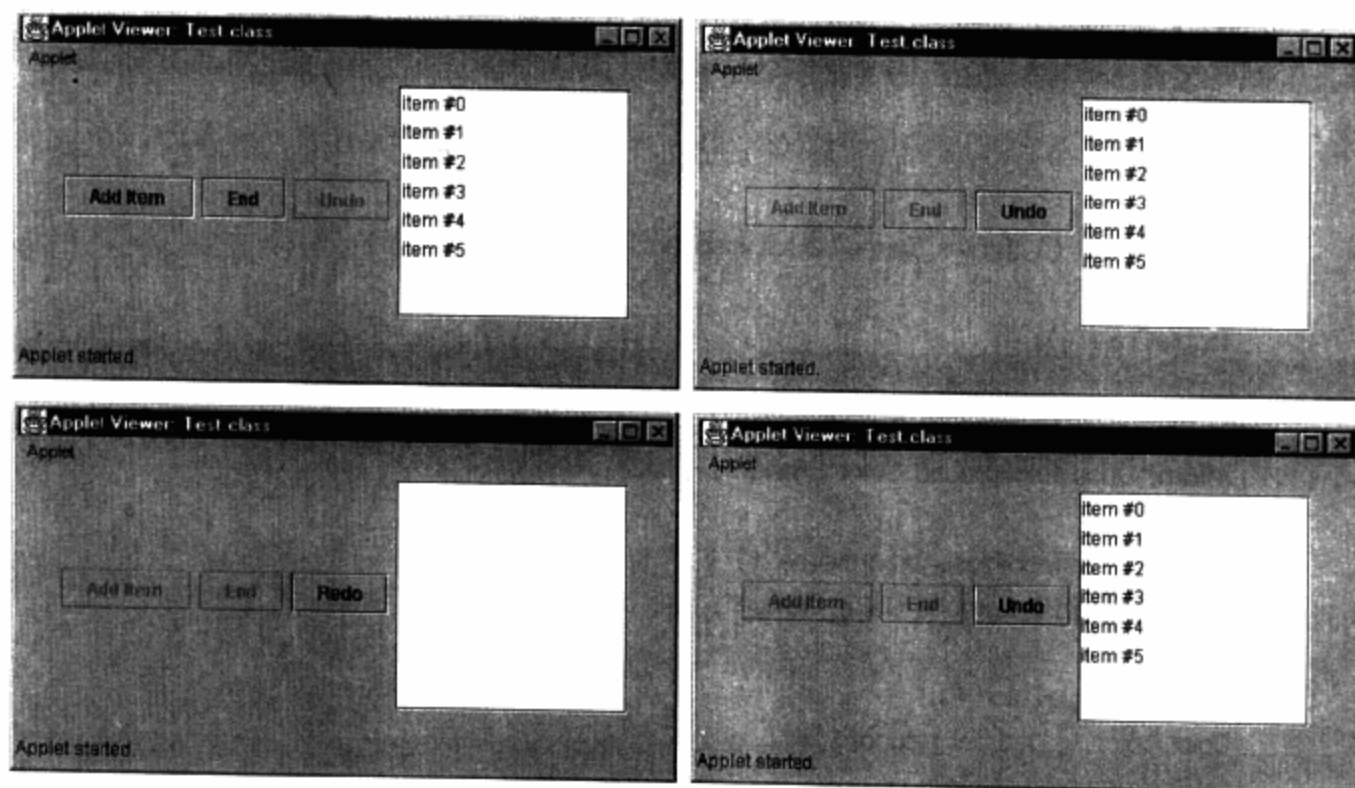 Applet Viewer: Test.class
Applet
item #0
item #1
item #2
item #3
item #4
item #5
Add Item End Undo
Applet started.
Applet Viewer: Test.class
Applet
item #0
item #1
item #2
item #3
item #4
item #5
Add Item End Undo
Applet started.
Applet Viewer: Test.class
Applet
Add Item End Redo
Applet started.
Applet Viewer: Test.class
Applet
item #0
item #1
item #2
item #3
item #4
item #5
Add Item End Undo
Applet started.